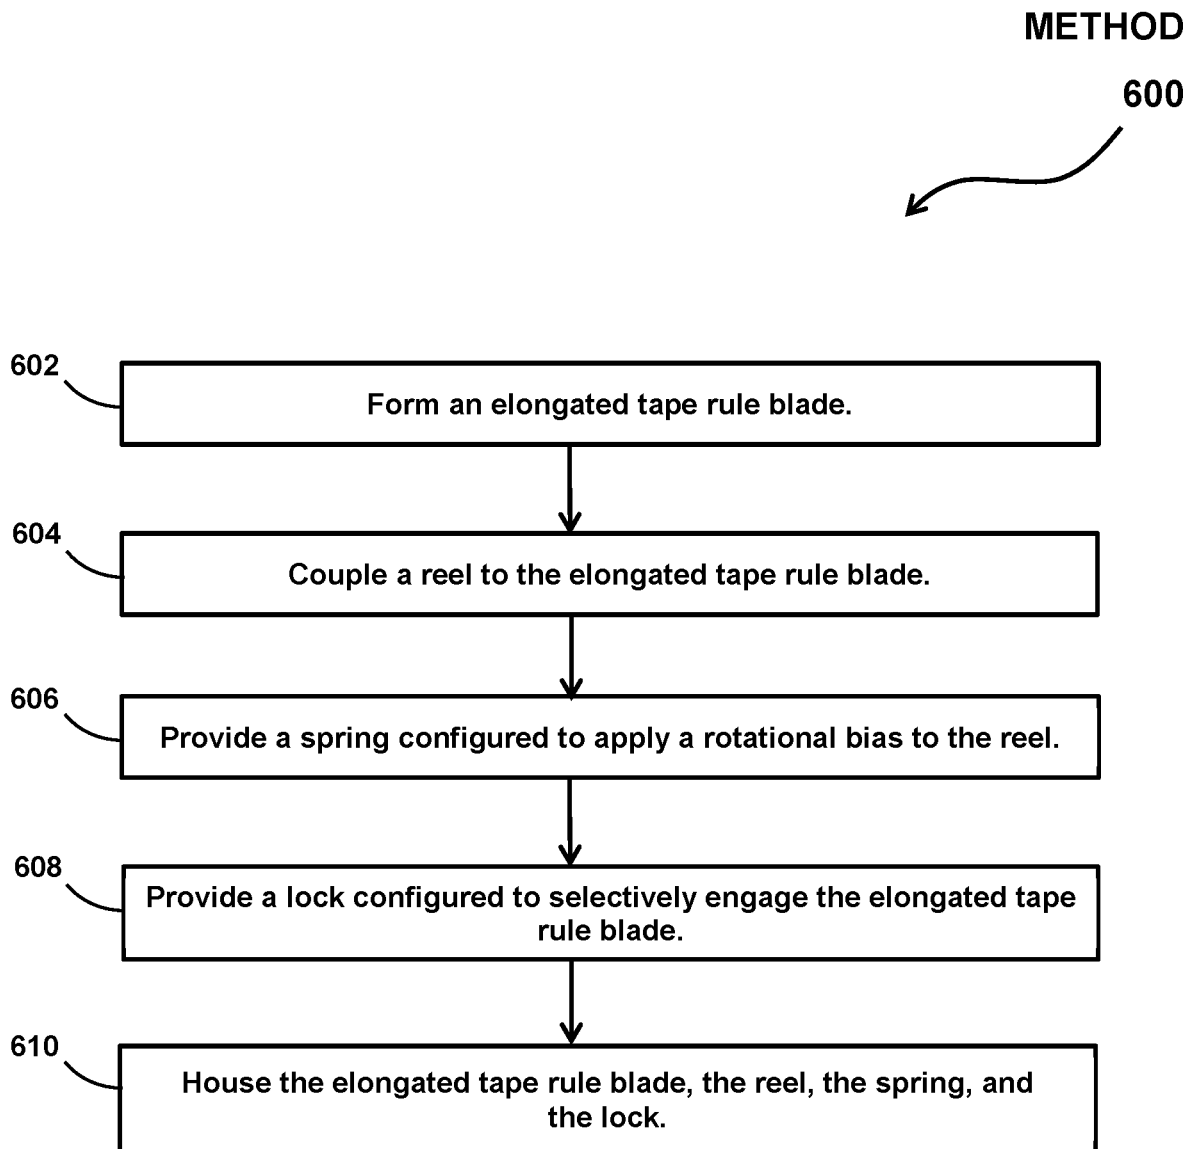 METHOD
600
602
Form an elongated tape rule blade.
604
Couple a reel to the elongated tape rule blade.
606
Provide a spring configured to apply a rotational bias to the reel.
608
Provide a lock configured to selectively engage the elongated tape
rule blade.
610
House the elongated tape rule blade, the reel, the spring, and
the lock.